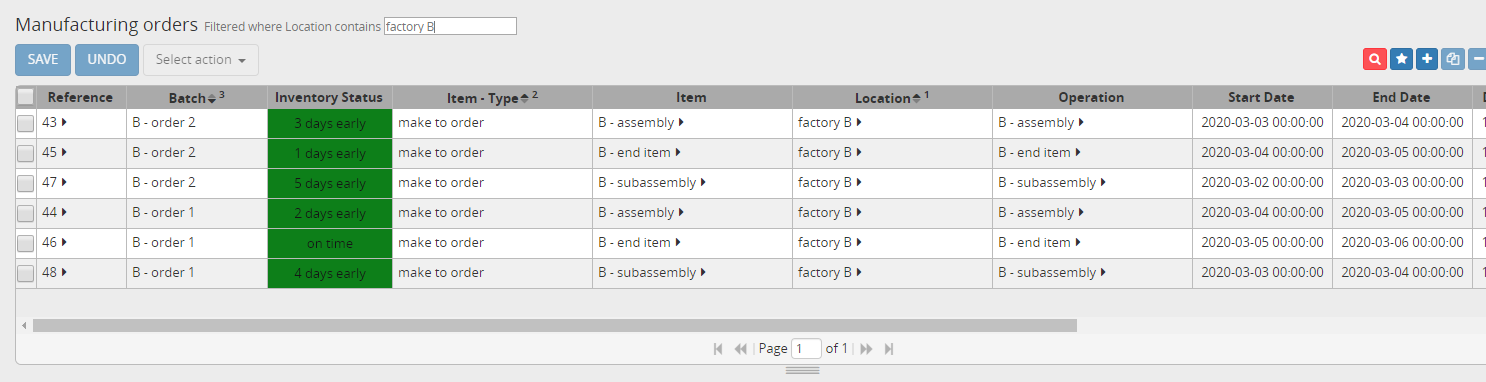 Manufacturing orders Filtered where Location contains factory B
SAVE UNDO Select action
Reference Batch 3 Inventory Status Item - Type 2 Item Location 1 Operation Start Date End Date
43 B - order 2 3 days early make to order B - assembly factory B B - assembly 2020-03-03 00:00:00 2020-03-04 00:00:00
45 B - order 2 1 days early make to order B - end item factory B B - end item 2020-03-04 00:00:00 2020-03-05 00:00:00
47 B - order 2 5 days early make to order B - subassembly factory B B - subassembly 2020-03-02 00:00:00 2020-03-03 00:00:00
44 B - order 1 2 days early make to order B - assembly factory B B - assembly 2020-03-04 00:00:00 2020-03-05 00:00:00
46 B - order 1 on time make to order B - end item factory B B - end item 2020-03-05 00:00:00 2020-03-06 00:00:00
48 B - order 1 4 days early make to order B - subassembly factory B B - subassembly 2020-03-03 00:00:00 2020-03-04 00:00:00
Page 1 of 1